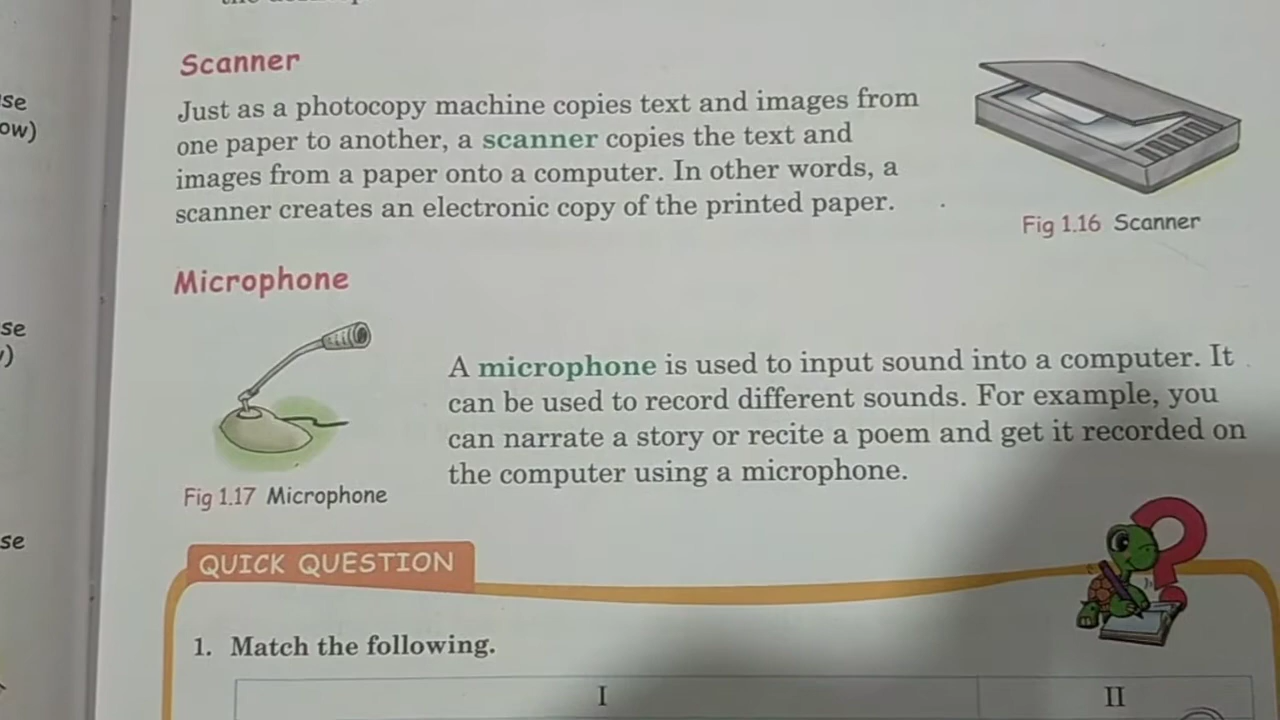 Scanner
Just as a photocopy machine copies text and images from
one paper to another, a scanner copies the text and
images from a paper onto a computer. In other words, a
scanner creates an electronic copy of the printed paper.
Fig 1.16 Scanner
Microphone
A microphone is used to input sound into a computer. It
can be used to record different sounds. For example, you
can narrate a story or recite a poem and get it recorded on
the computer using a microphone.
Fig 1.17 Microphone
QUICK QUESTION
1. Match the following.
I
II